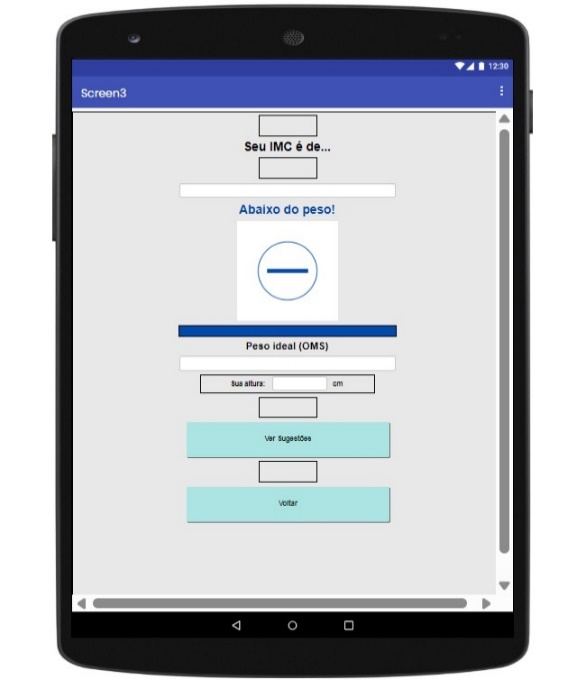 12:30
Screen3
Seu IMC é de...
Abaixo do peso!
Peso ideal (OMS)
Sua altura: cm
Ver Sugestões
Voltar